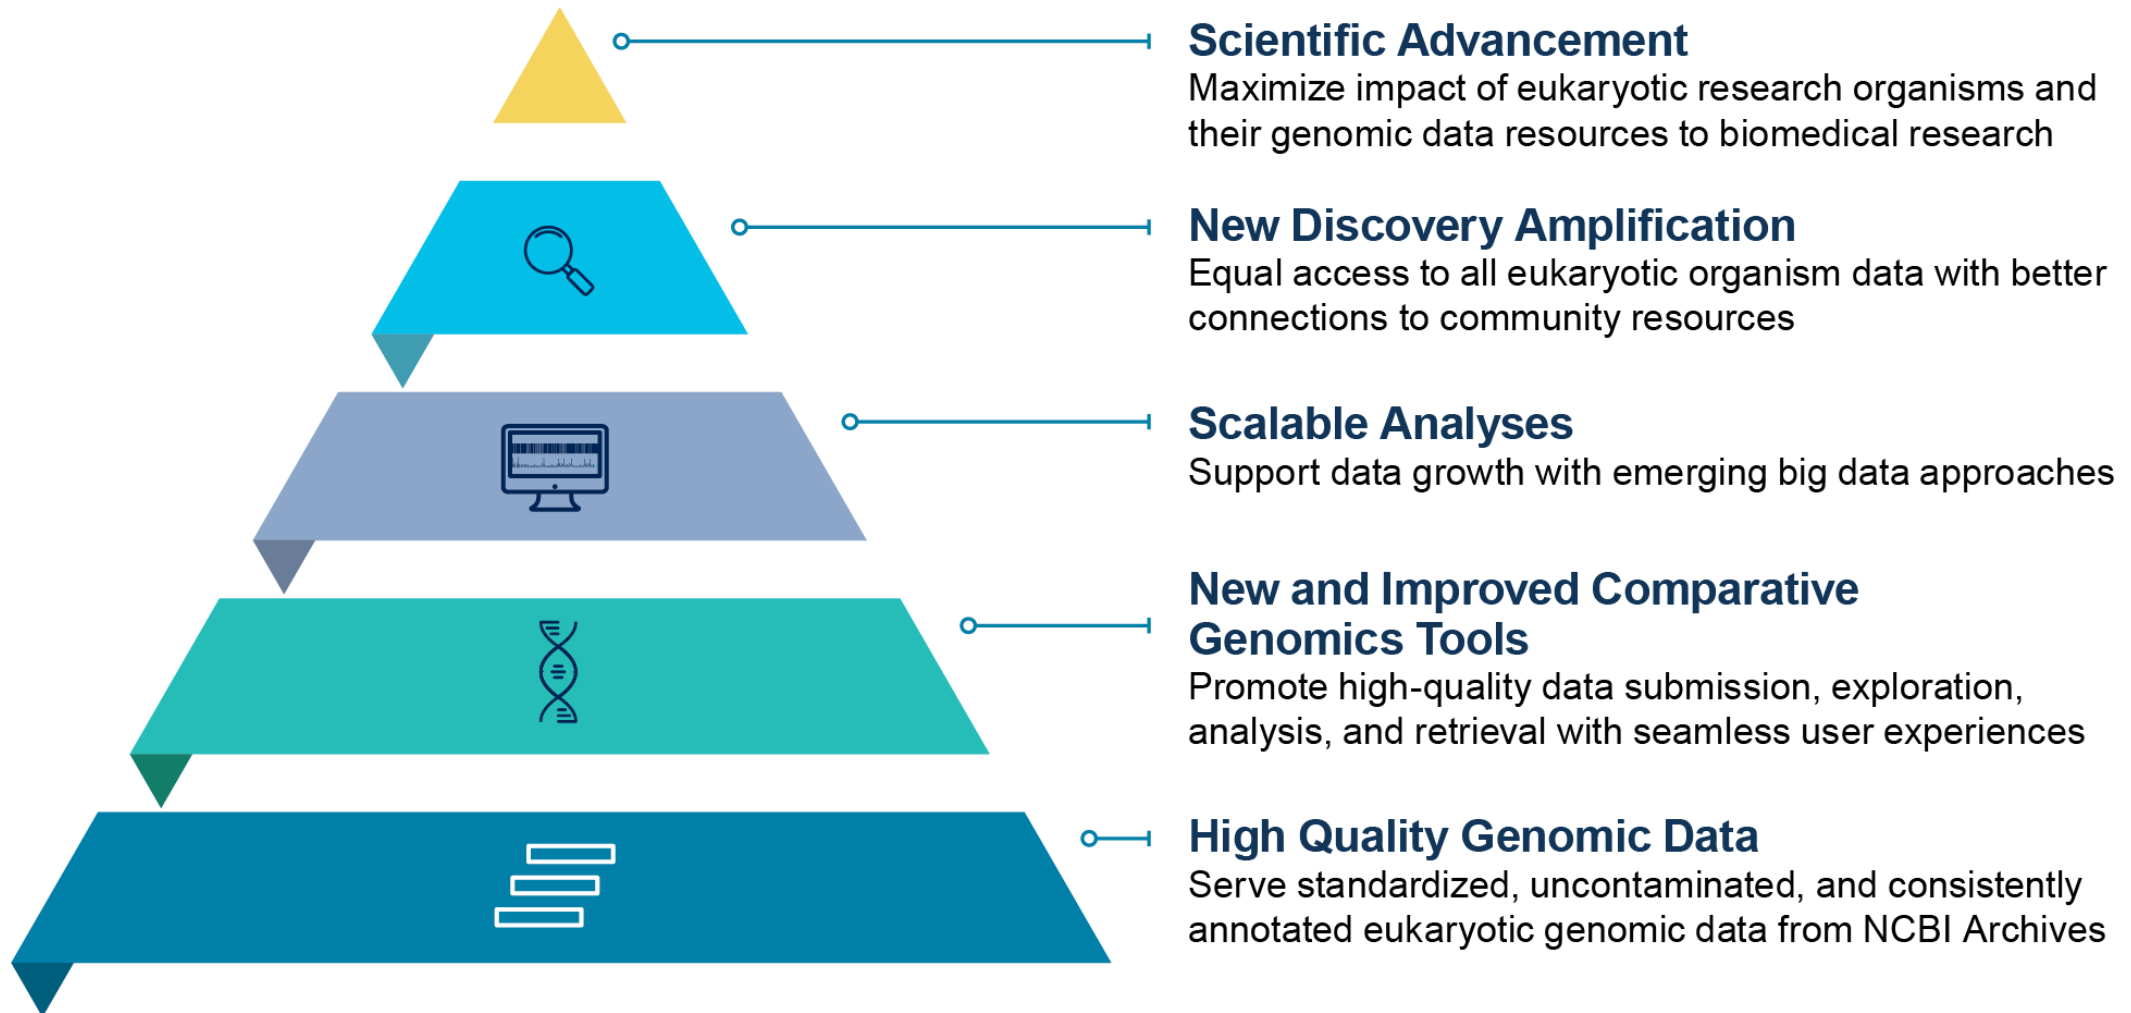 Scientific Advancement
Maximize impact of eukaryotic research organisms and
their genomic data resources to biomedical research
New Discovery Amplification
Equal access to all eukaryotic organism data with better
connections to community resources
Scalable Analyses
Support data growth with emerging big data approaches
New and Improved Comparative
Genomics Tools
Promote high-quality data submission, exploration,
analysis, and retrieval with seamless user experiences
High Quality Genomic Data
Serve standardized, uncontaminated, and consistently
annotated eukaryotic genomic data from NCBI Archives